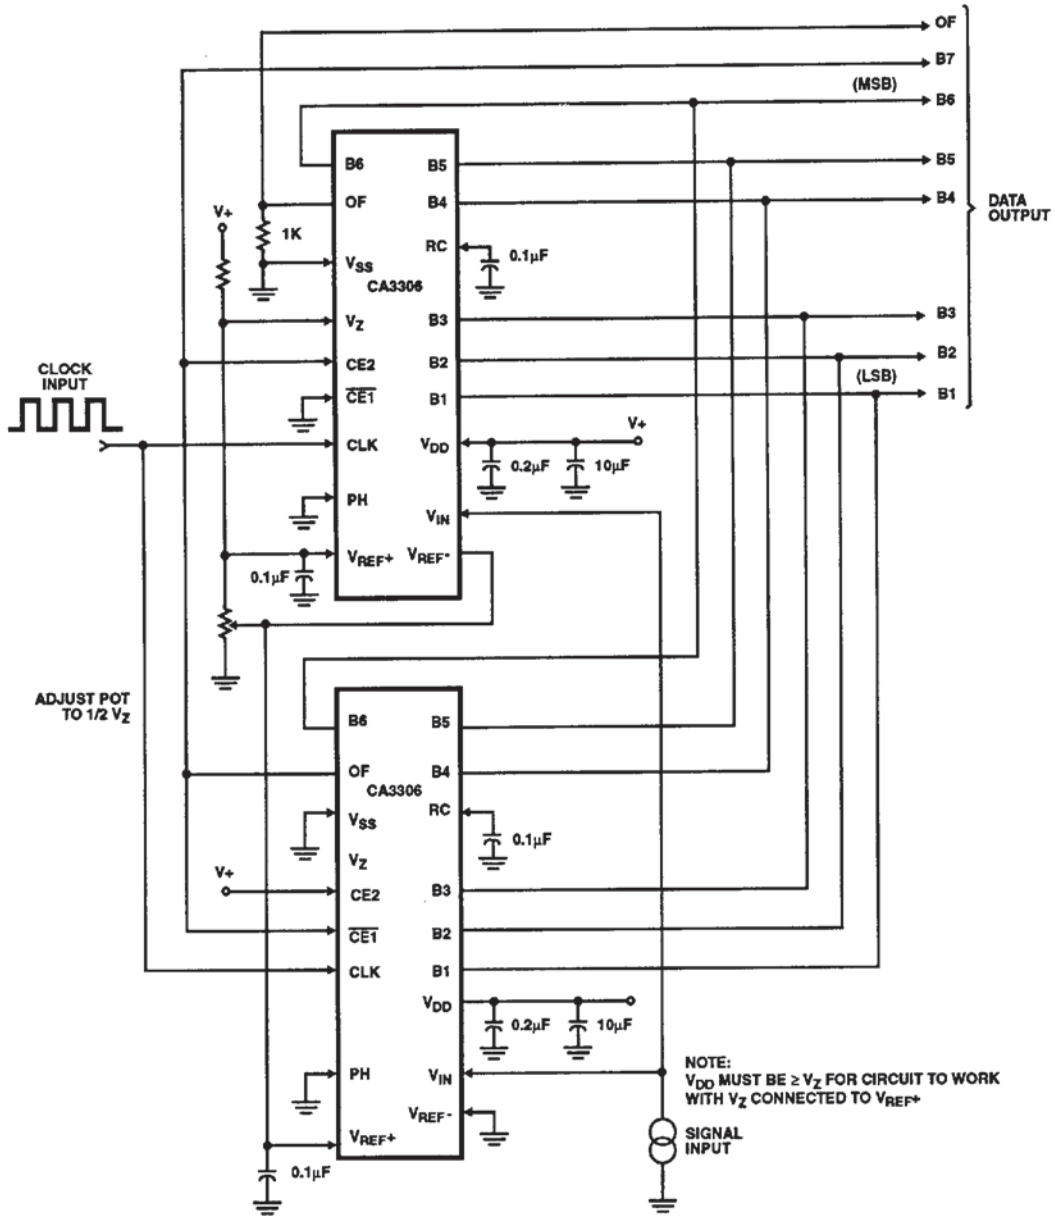 OF
B7
(MSB)
B6
B6
B5
B5
OF
B4
B4
DATA
OUTPUT
V+
1K
RC
0.1µF
VSS
CA3306
VZ
B3
B3
CLOCK
INPUT
CE2
B2
B2
(LSB)
CE1
B1
B1
V+
CLK
VDD
0.2µF
10µF
PH
VIN
VREF+
VREF-
0.1µF
ADJUST POT
TO 1/2 VZ
B6
B5
OF
B4
CA3306
VSS
RC
0.1µF
VZ
V+
CE2
B3
CE1
B2
CLK
B1
VDD
0.2µF
10µF
PH
VIN
NOTE:
VDD MUST BE ≥ VZ FOR CIRCUIT TO WORK
WITH VZ CONNECTED TO VREF+
VREF-
VREF+
SIGNAL
INPUT
0.1µF